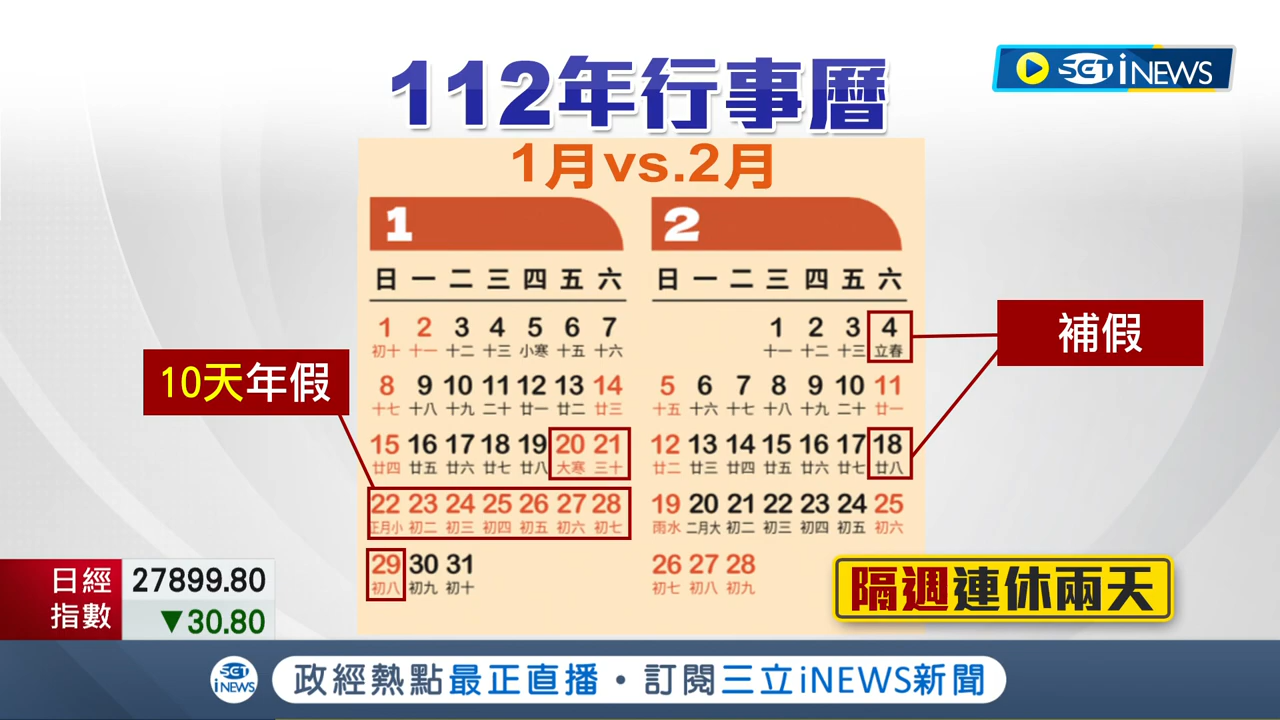 112年行事曆
SET iNEWS
1月vs.2月
1
日 一 二 三 四 五 六
1 2 3 4 5 6 7
初十 十一 十二 十三 小寒 十五 十六
8 9 10 11 12 13 14
十七 十八 十九 二十 廿一 廿二 廿三
15 16 17 18 19 20 21
廿四 廿五 廿六 廿七 廿八 大寒 三十
22 23 24 25 26 27 28
正月小 初二 初三 初四 初五 初六 初七
29 30 31
初八 初九 初十
2
日 一 二 三 四 五 六
1 2 3 4
十一 十二 十三 立春
5 6 7 8 9 10 11
十五 十六 十七 十八 十九 二十 廿一
12 13 14 15 16 17 18
廿二 廿三 廿四 廿五 廿六 廿七 廿八
19 20 21 22 23 24 25
雨水 二月大 初二 初三 初四 初五 初六
26 27 28
初七 初八 初九
10天年假
補假
隔週連休兩天
日經
指數
27899.80
▼30.80
SET iNEWS
政經熱點最正直播・訂閱三立iNEWS新聞